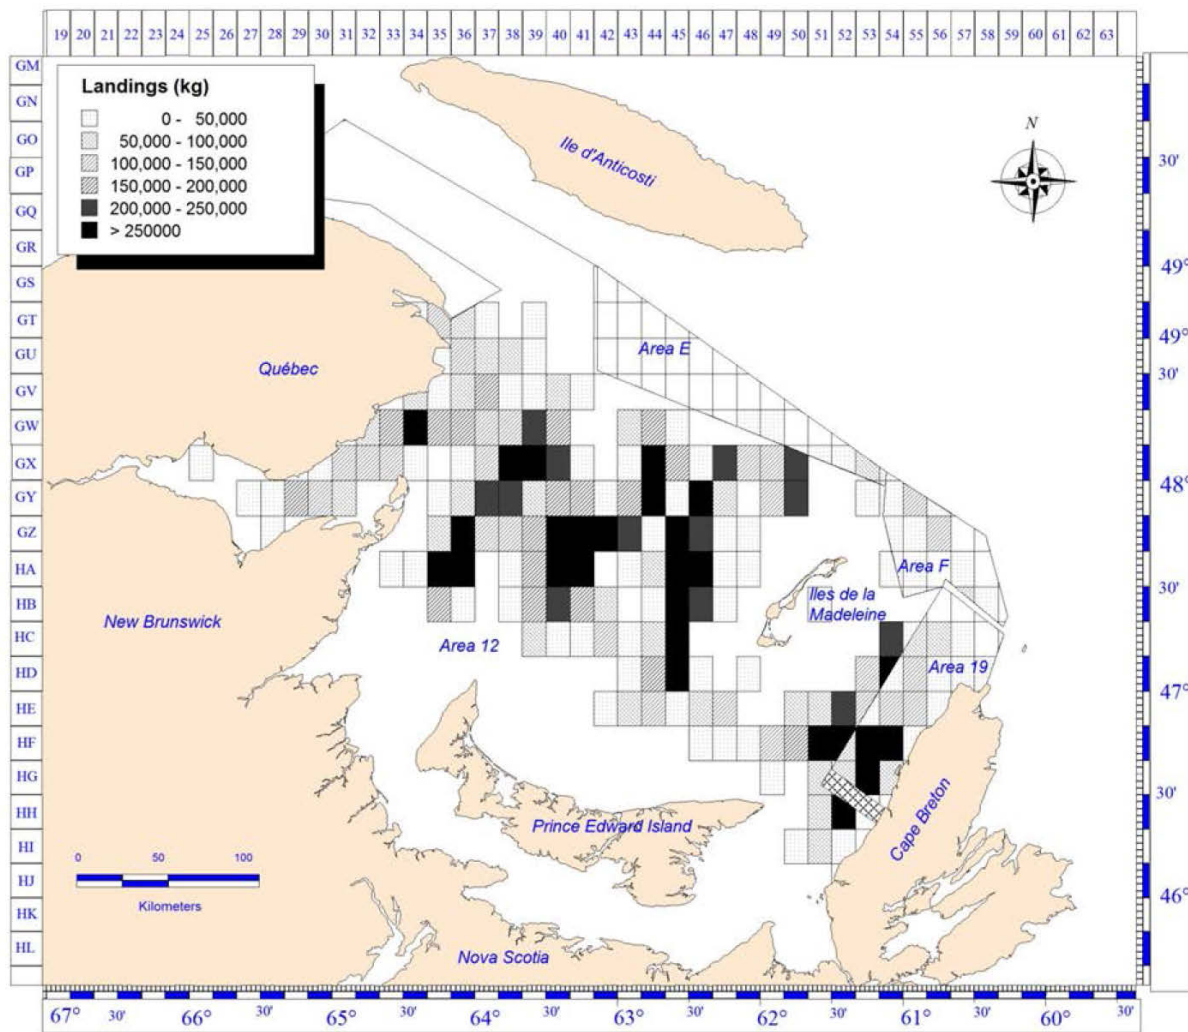 19 20 21 22 23 24 25 26 27 28 29 30 31 32 33 34 35 36 37 38 39 40 41 42 43 44 45 46 47 48 49 50 51 52 53 54 55 56 57 58 59 60 61 62 63
GM
Landings (kg)
GN
0 - 50,000
N
GO
50,000 - 100,000
Ile d'Anticosti
30'
100,000 - 150,000
GP
150,000 - 200,000
GQ
200,000 - 250,000
> 250000
GR
49°
GS
GT
49°
GU
Area E
Québec
30'
GV
GW
GX
48°
GY
GZ
HA
Area F
30'
HB
Iles de la
Madeleine
New Brunswick
HC
Area 12
Area 19
HD
47°
HE
HF
HG
30'
HH
Prince Edward Island
Cape Breton
HI
0 50 100
HJ
Kilometers
46°
HK
HL
Nova Scotia
67° 30' 66° 30' 65° 30' 64° 30' 63° 30' 62° 30' 61° 30' 60° 30'